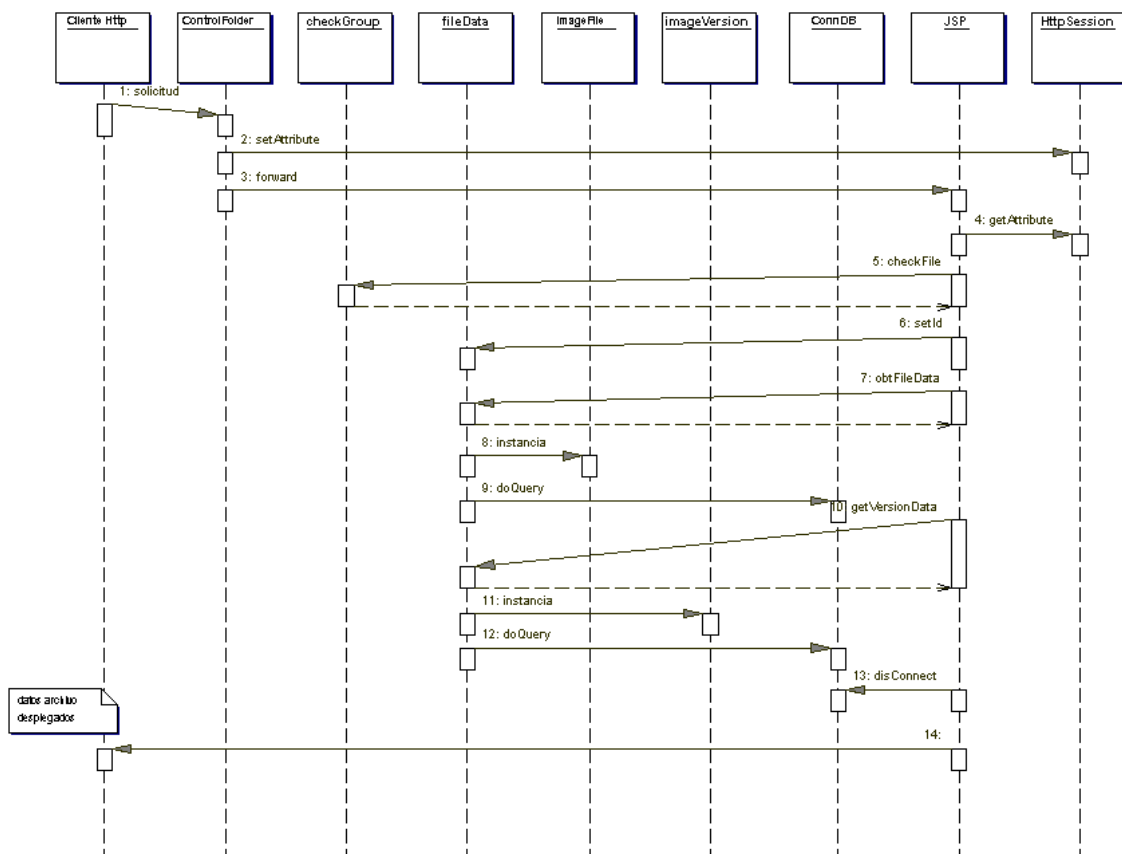 Cliente Http
ControlFolder
checkGroup
fileData
ImageFile
imageVersion
ConnDB
JSP
HttpSession
1: solicitud
2: setAttribute
3: forward
4: getAttribute
5: checkFile
6: setId
7: obtFileData
8: instancia
9: doQuery
10: getVersionData
11: instancia
12: doQuery
13: disConnect
datos archivo
desplegados
14: